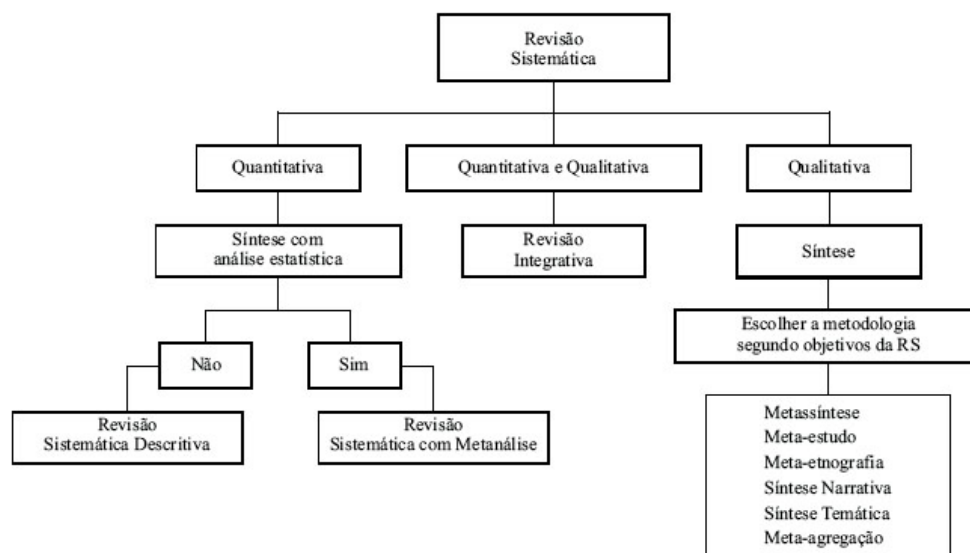 Revisão
Sistemática
Quantitativa
Quantitativa e Qualitativa
Qualitativa
Síntese com
análise estatística
Revisão
Integrativa
Síntese
Escolher a metodologia
segundo objetivos da RS
Não
Sim
Revisão
Sistemática Descritiva
Revisão
Sistemática com Metanálise
Metassíntese
Meta-estudo
Meta-etnografia
Síntese Narrativa
Síntese Temática
Meta-agregação